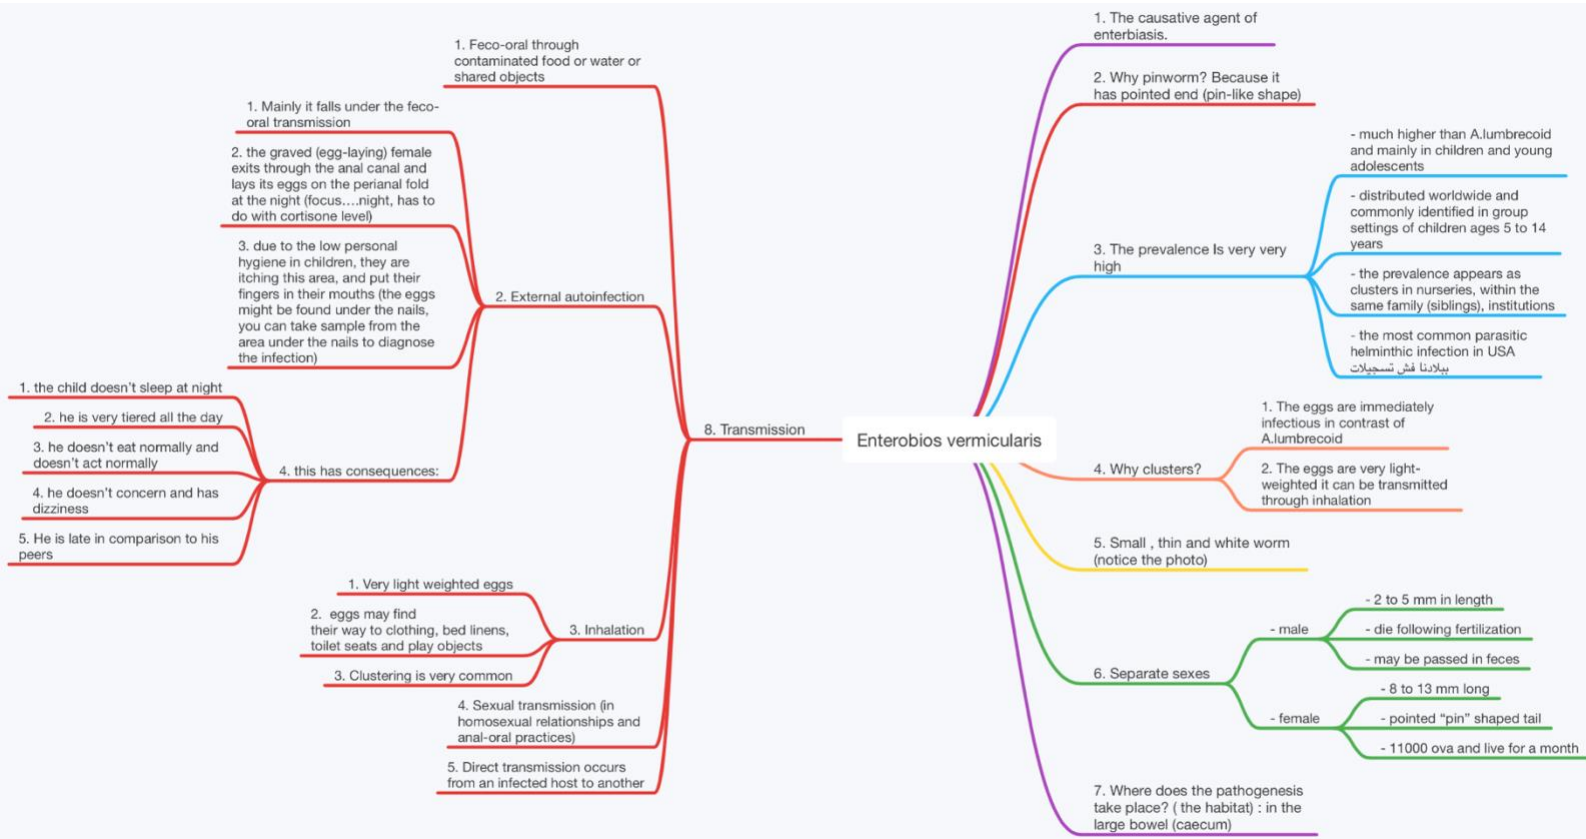 Enterobios vermicularis
1. The causative agent of
enterbiasis.
2. Why pinworm? Because it
has pointed end (pin-like shape)
3. The prevalence Is very very
high
- much higher than A.lumbrecoid
and mainly in children and young
adolescents
- distributed worldwide and
commonly identified in group
settings of children ages 5 to 14
years
- the prevalence appears as
clusters in nurseries, within the
same family (siblings), institutions
- the most common parasitic
helminthic infection in USA
ببلادنا فش تسجيلات
4. Why clusters?
1. The eggs are immediately
infectious in contrast of
A.lumbrecoid
2. The eggs are very light-
weighted it can be transmitted
through inhalation
5. Small , thin and white worm
(notice the photo)
6. Separate sexes
- male
- 2 to 5 mm in length
- die following fertilization
- may be passed in feces
- female
- 8 to 13 mm long
- pointed “pin” shaped tail
- 11000 ova and live for a month
7. Where does the pathogenesis
take place? ( the habitat) : in the
large bowel (caecum)
8. Transmission
1. Feco-oral through
contaminated food or water or
shared objects
2. External autoinfection
1. Mainly it falls under the feco-
oral transmission
2. the graved (egg-laying) female
exits through the anal canal and
lays its eggs on the perianal fold
at the night (focus....night, has to
do with cortisone level)
3. due to the low personal
hygiene in children, they are
itching this area, and put their
fingers in their mouths (the eggs
might be found under the nails,
you can take sample from the
area under the nails to diagnose
the infection)
4. this has consequences:
1. the child doesn’t sleep at night
2. he is very tiered all the day
3. he doesn’t eat normally and
doesn’t act normally
4. he doesn’t concern and has
dizziness
5. He is late in comparison to his
peers
3. Inhalation
1. Very light weighted eggs
2. eggs may find
their way to clothing, bed linens,
toilet seats and play objects
3. Clustering is very common
4. Sexual transmission (in
homosexual relationships and
anal-oral practices)
5. Direct transmission occurs
from an infected host to another